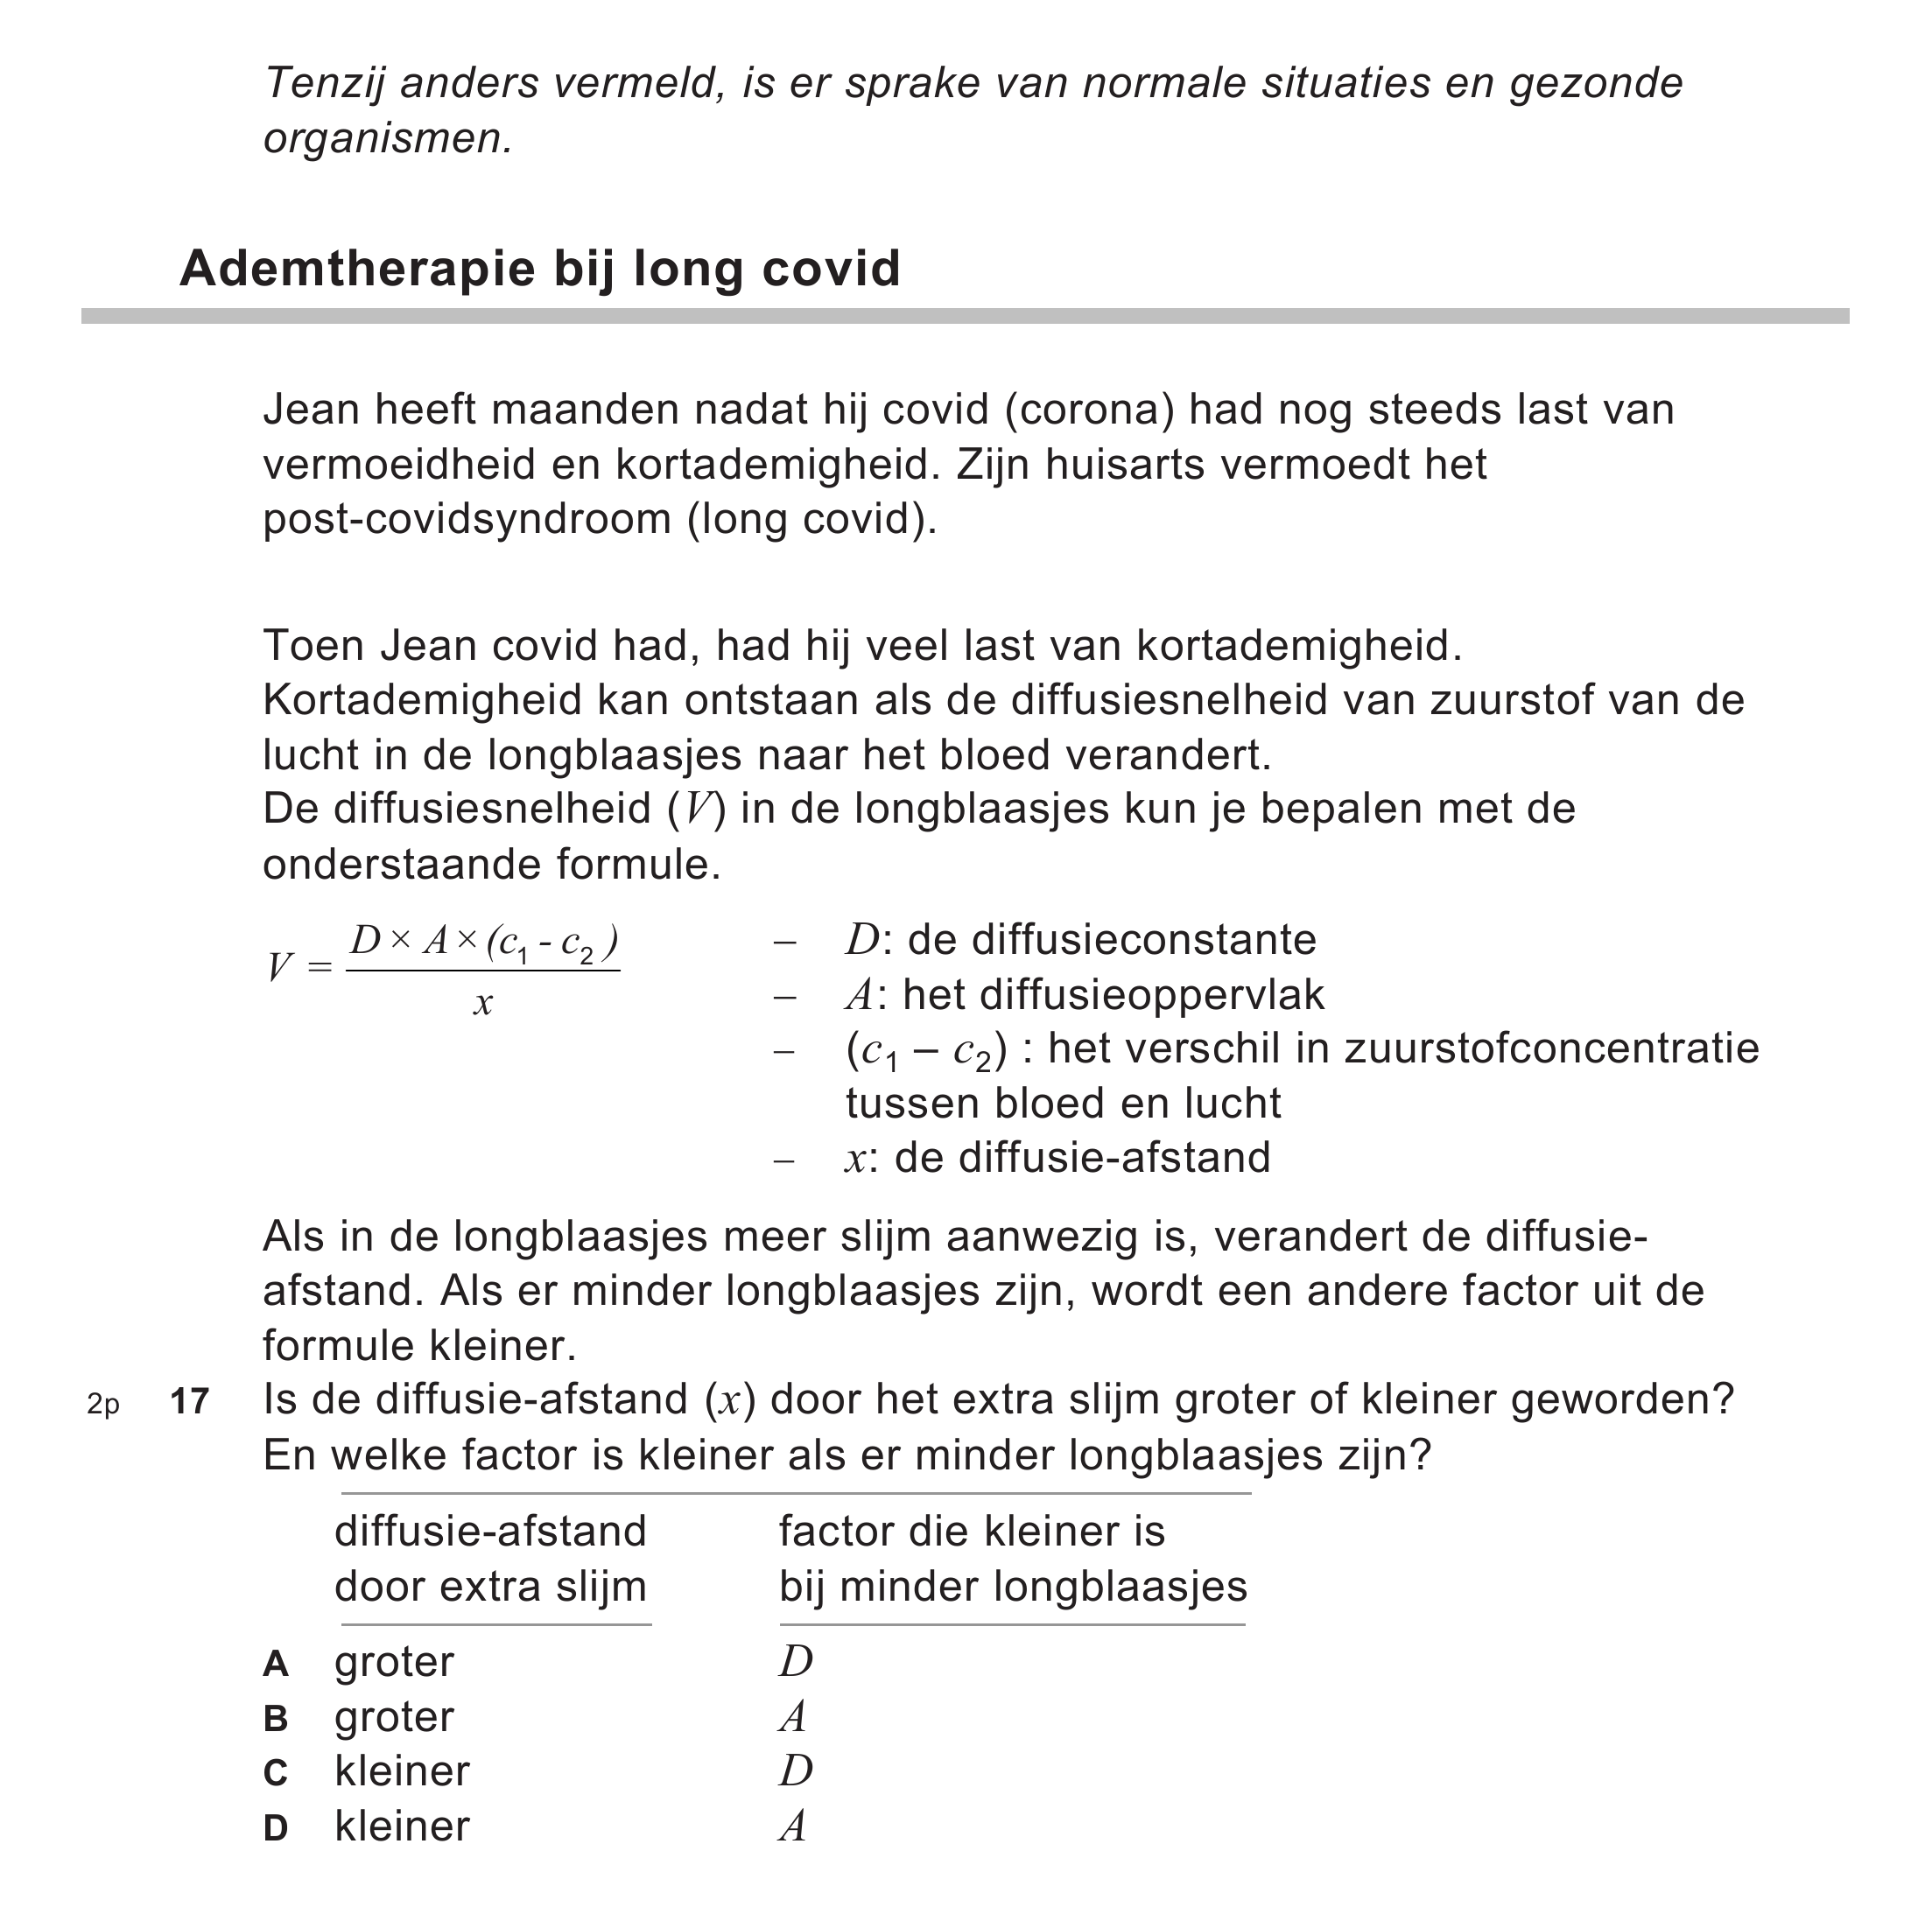 Tenzij anders vermeld, is er sprake van normale situaties en gezonde
organismen.
Ademtherapie bij long covid
Jean heeft maanden nadat hij covid (corona) had nog steeds last van
vermoeidheid en kortademigheid. Zijn huisarts vermoedt het
post-covidsyndroom (long covid).
Toen Jean covid had, had hij veel last van kortademigheid.
Kortademigheid kan ontstaan als de diffusiesnelheid van zuurstof van de
lucht in de longblaasjes naar het bloed verandert.
De diffusiesnelheid (V) in de longblaasjes kun je bepalen met de
onderstaande formule.
V = D × A × (c₁ - c₂ ) / x
– D: de diffusieconstante
– A: het diffusieoppervlak
– (c₁ – c₂) : het verschil in zuurstofconcentratie
tussen bloed en lucht
– x: de diffusie-afstand
Als in de longblaasjes meer slijm aanwezig is, verandert de diffusie-
afstand. Als er minder longblaasjes zijn, wordt een andere factor uit de
formule kleiner.
2p 17 Is de diffusie-afstand (x) door het extra slijm groter of kleiner geworden?
En welke factor is kleiner als er minder longblaasjes zijn?
diffusie-afstand factor die kleiner is
door extra slijm bij minder longblaasjes
A groter D
B groter A
C kleiner D
D kleiner A